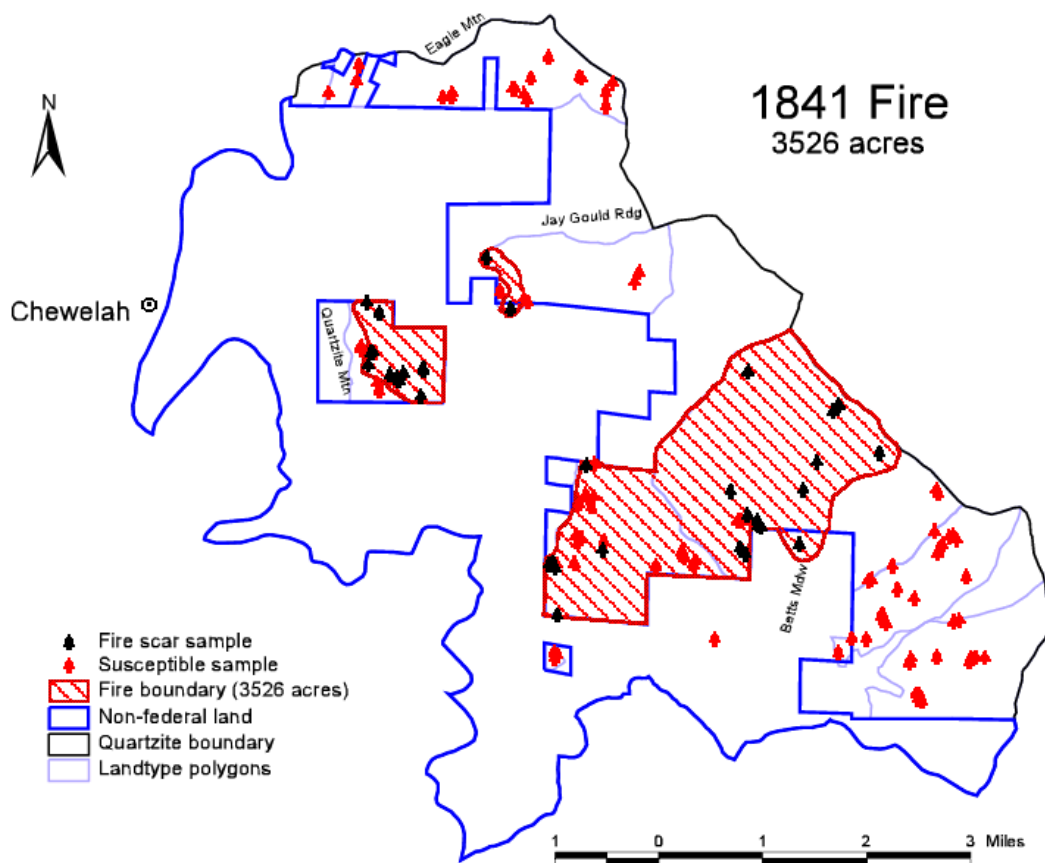 Eagle Mtn
N
1841 Fire
3526 acres
Jay Gould Rdg
Chewelah
Quartzite Mtn
Betts Mdw
Fire scar sample
Susceptible sample
Fire boundary (3526 acres)
Non-federal land
Quartzite boundary
Landtype polygons
1 0 1 2 3 Miles